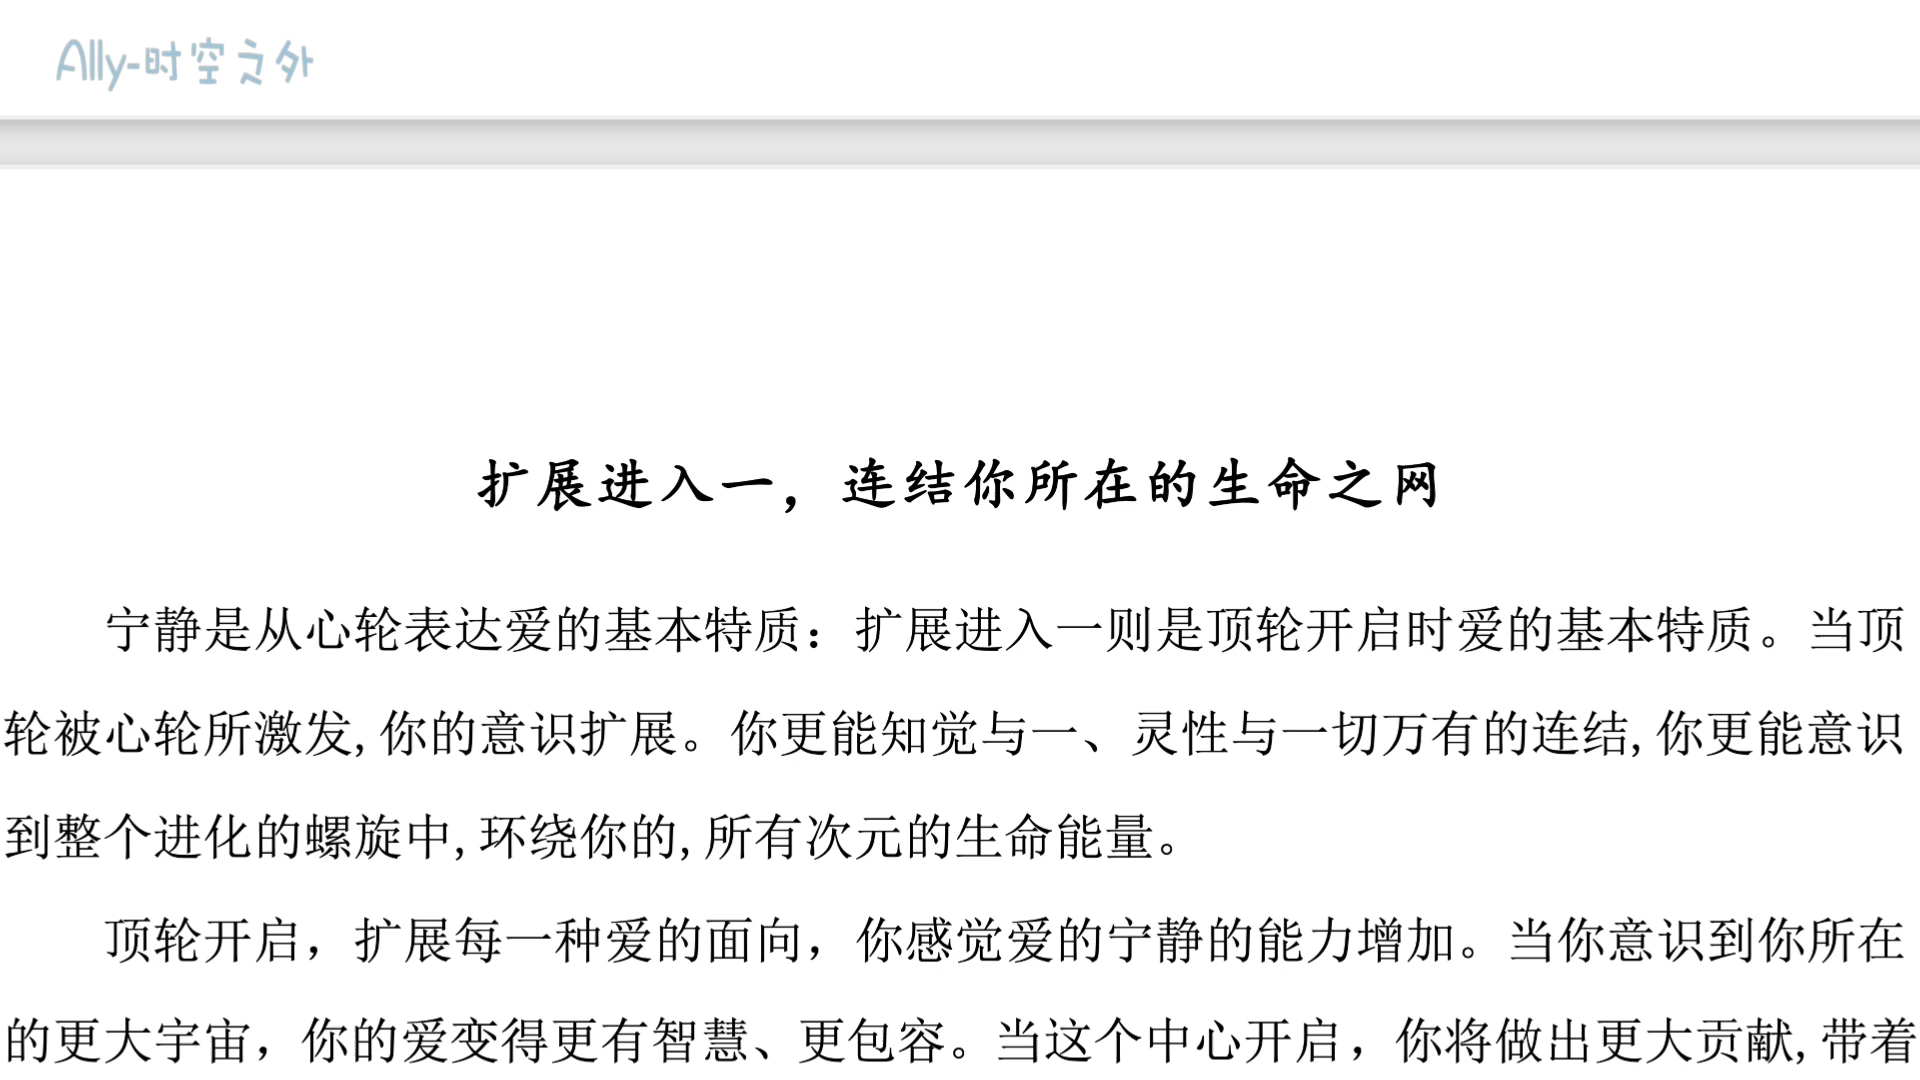 Ally-时空之外
扩展进入一，连结你所在的生命之网
宁静是从心轮表达爱的基本特质：扩展进入一则是顶轮开启时爱的基本特质。当顶
轮被心轮所激发,你的意识扩展。你更能知觉与一、灵性与一切万有的连结,你更能意识
到整个进化的螺旋中,环绕你的,所有次元的生命能量。
顶轮开启，扩展每一种爱的面向，你感觉爱的宁静的能力增加。当你意识到你所在
的更大宇宙，你的爱变得更有智慧、更包容。当这个中心开启，你将做出更大贡献,带着